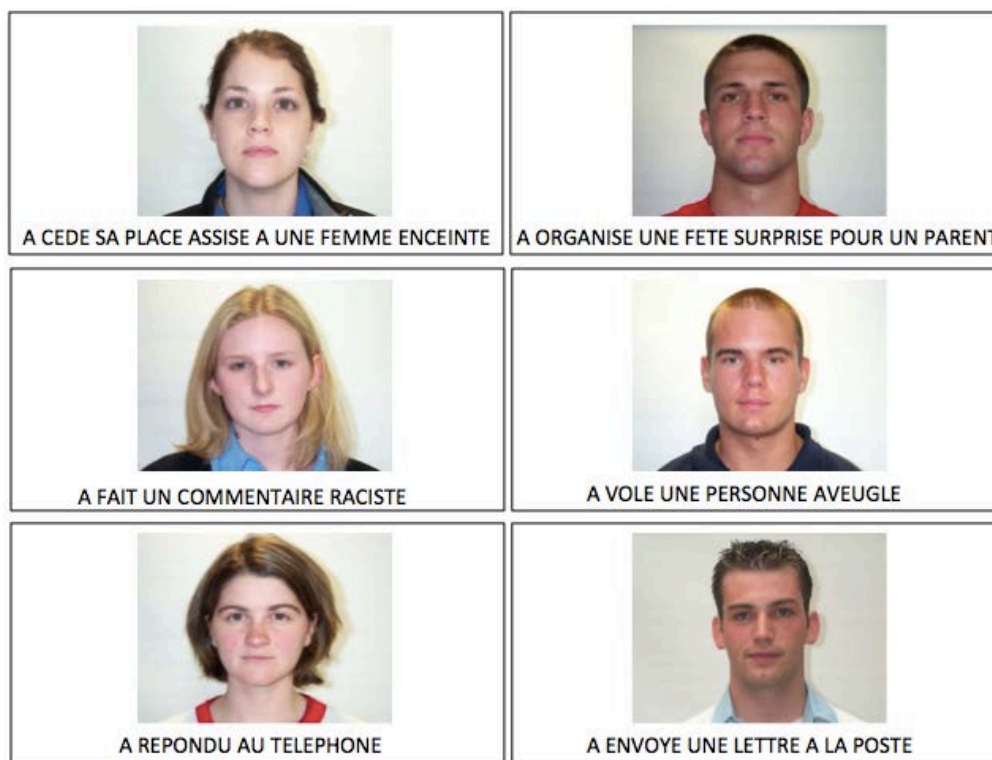 A CEDE SA PLACE ASSISE A UNE FEMME ENCEINTE
A ORGANISE UNE FETE SURPRISE POUR UN PARENT
A FAIT UN COMMENTAIRE RACISTE
A VOLE UNE PERSONNE AVEUGLE
A REPONDU AU TELEPHONE
A ENVOYE UNE LETTRE A LA POSTE